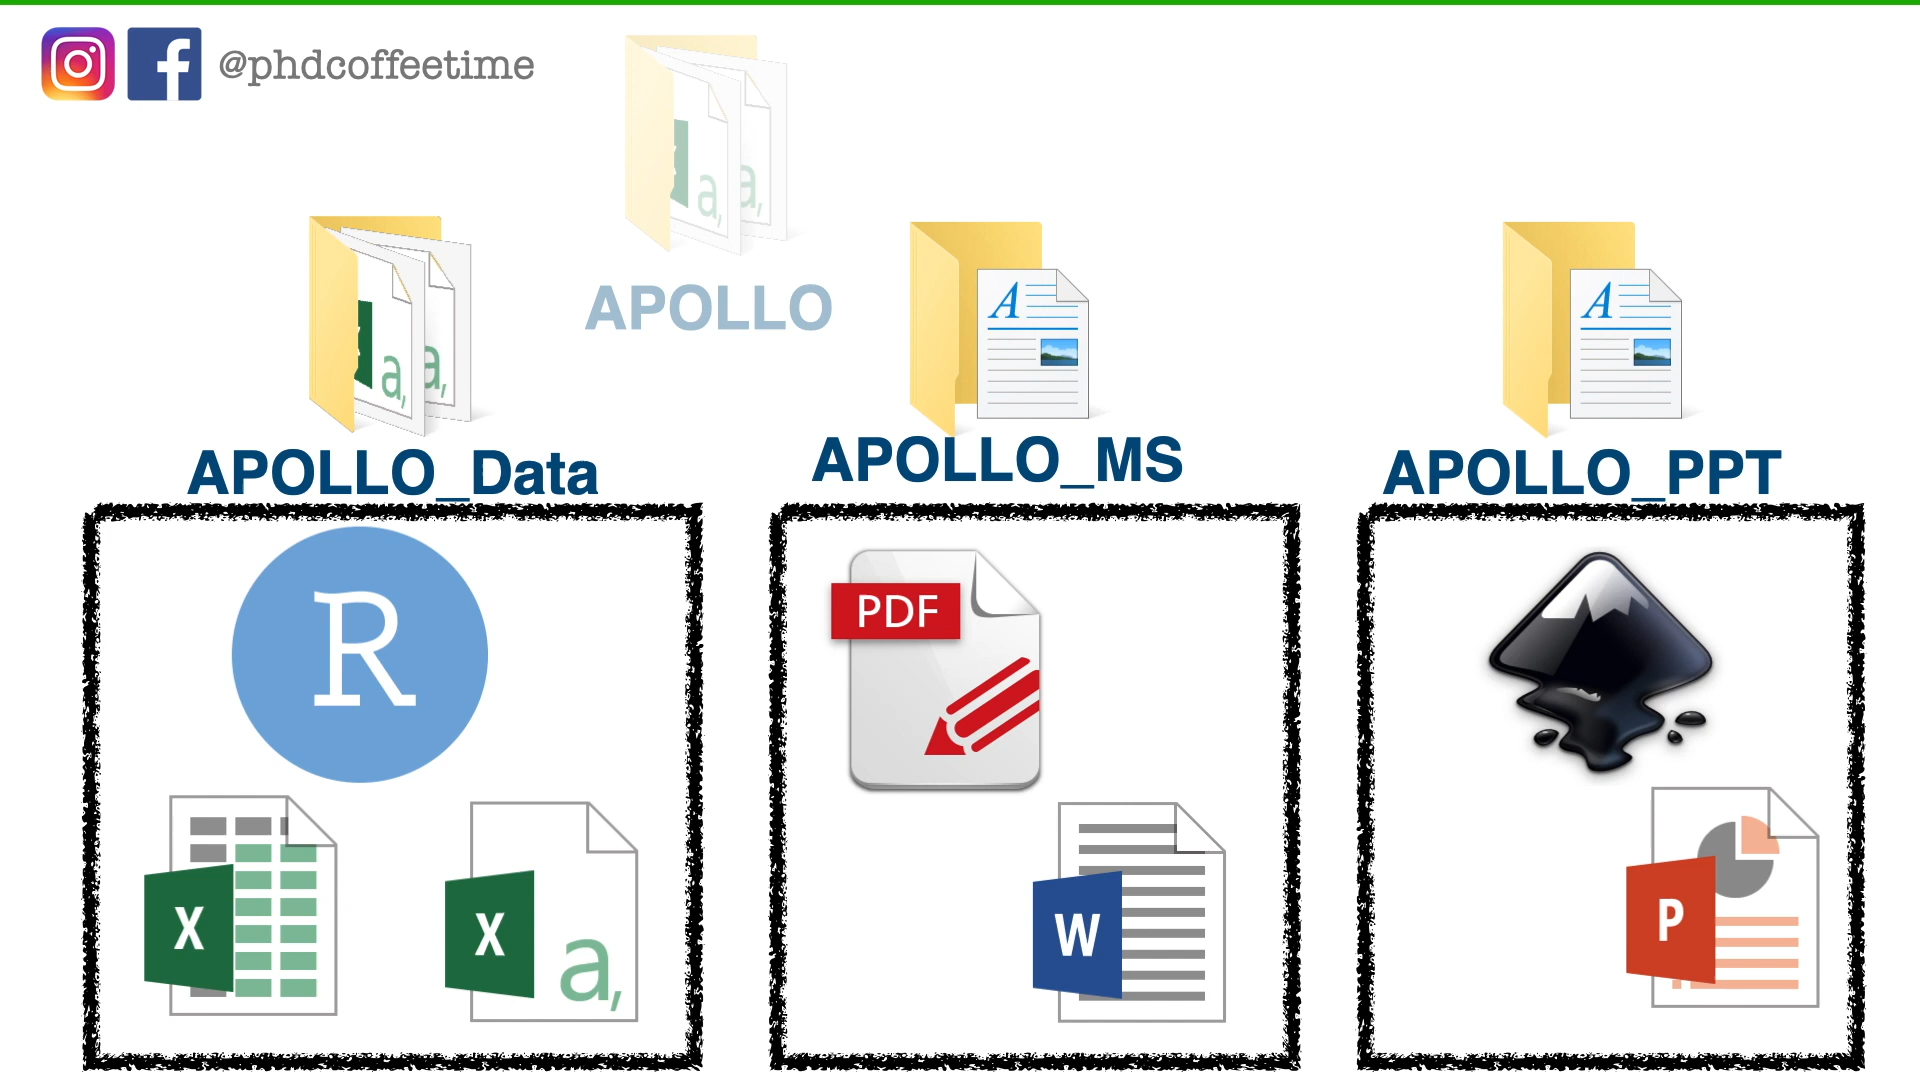 @phdcoffeetime
APOLLO
APOLLO_Data
APOLLO_MS
APOLLO_PPT
R
PDF
X
X
a,
W
P